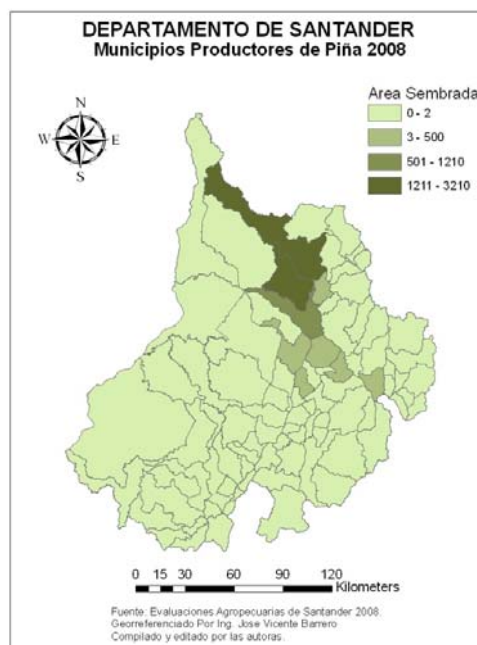 DEPARTAMENTO DE SANTANDER
Municipios Productores de Piña 2008
Area Sembrada
0 - 2
3 - 500
501 - 1210
1211 - 3210
N
W E
S
0 15 30 60 90 120
Kilometers
Fuente: Evaluaciones Agropecuarias de Santander 2008.
Georreferenciado Por Ing. Jose Vicente Barrero
Compilado y editado por las autoras.